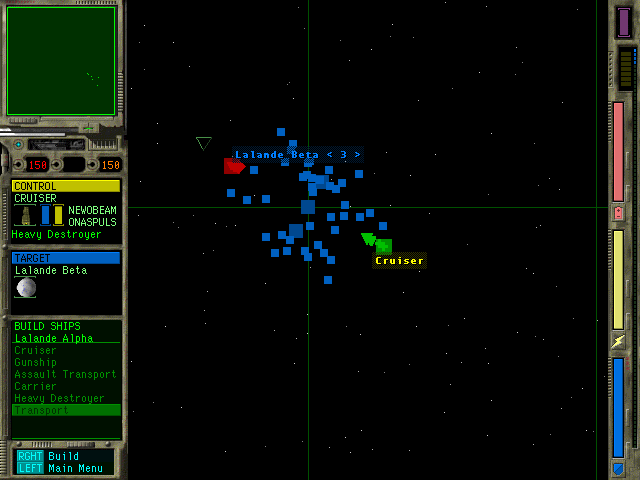 Lalande Beta < 3 >
150
150
CONTROL
CRUISER
NEWOBEAM
ONASPULS
Heavy Destroyer
Cruiser
TARGET
Lalande Beta
BUILD SHIPS
Lalande Alpha
Cruiser
Gunship
Assault Transport
Carrier
Heavy Destroyer
Transport
RGHT Build
LEFT Main Menu